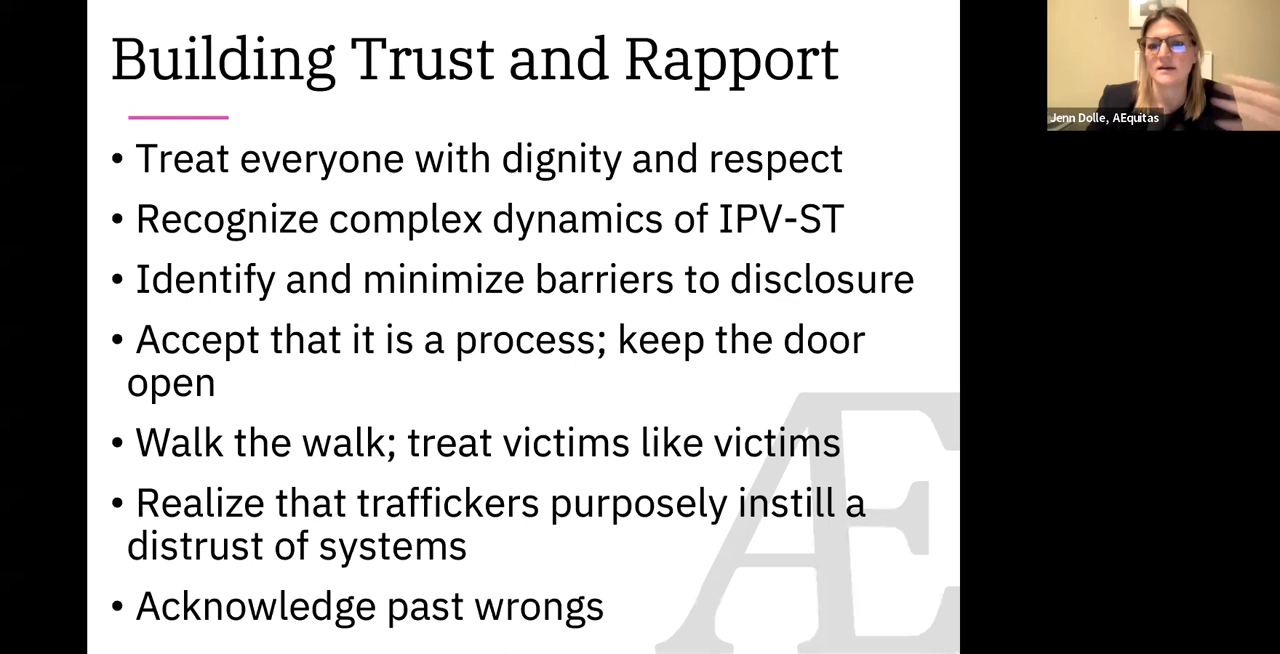 Building Trust and Rapport
• Treat everyone with dignity and respect
• Recognize complex dynamics of IPV-ST
• Identify and minimize barriers to disclosure
• Accept that it is a process; keep the door
open
• Walk the walk; treat victims like victims
• Realize that traffickers purposely instill a
distrust of systems
• Acknowledge past wrongs
Æ
Jenn Dolle, AEquitas